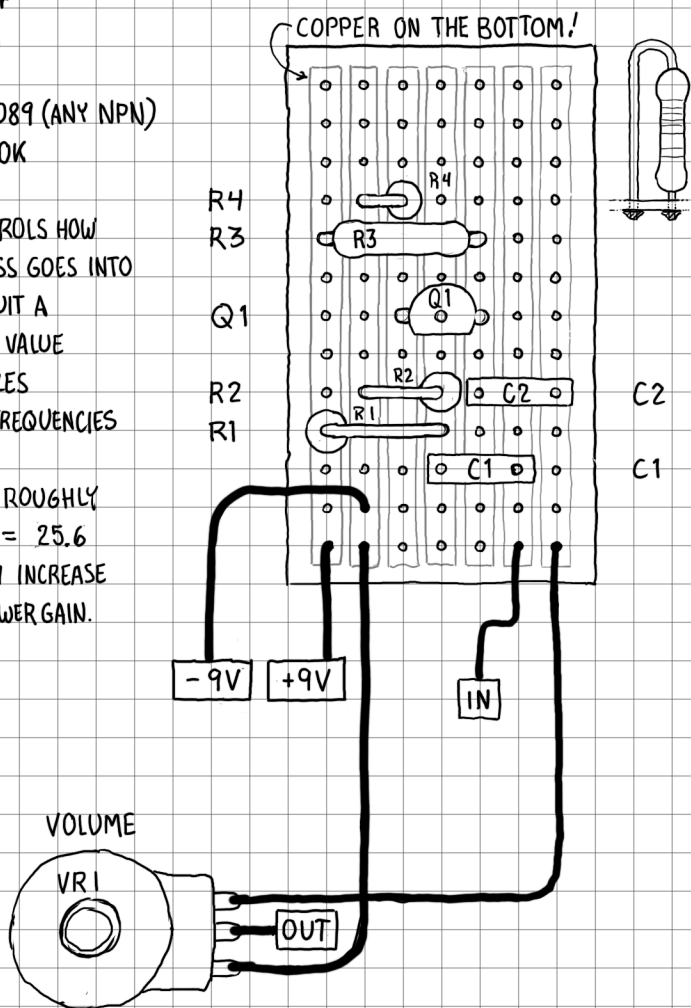 COPPER ON THE BOTTOM!
089 (ANY NPN)
OK
ROLS HOW
SS GOES INTO
UIT A
VALUE
ES
REQUENCIES
ROUGHLY
= 25.6
INCREASE
WER GAIN.
R4
R3
Q1
R2
R1
R4
R3
Q1
R2
C2
R1
C1
C2
C1
-9V
+9V
IN
VOLUME
VR1
OUT